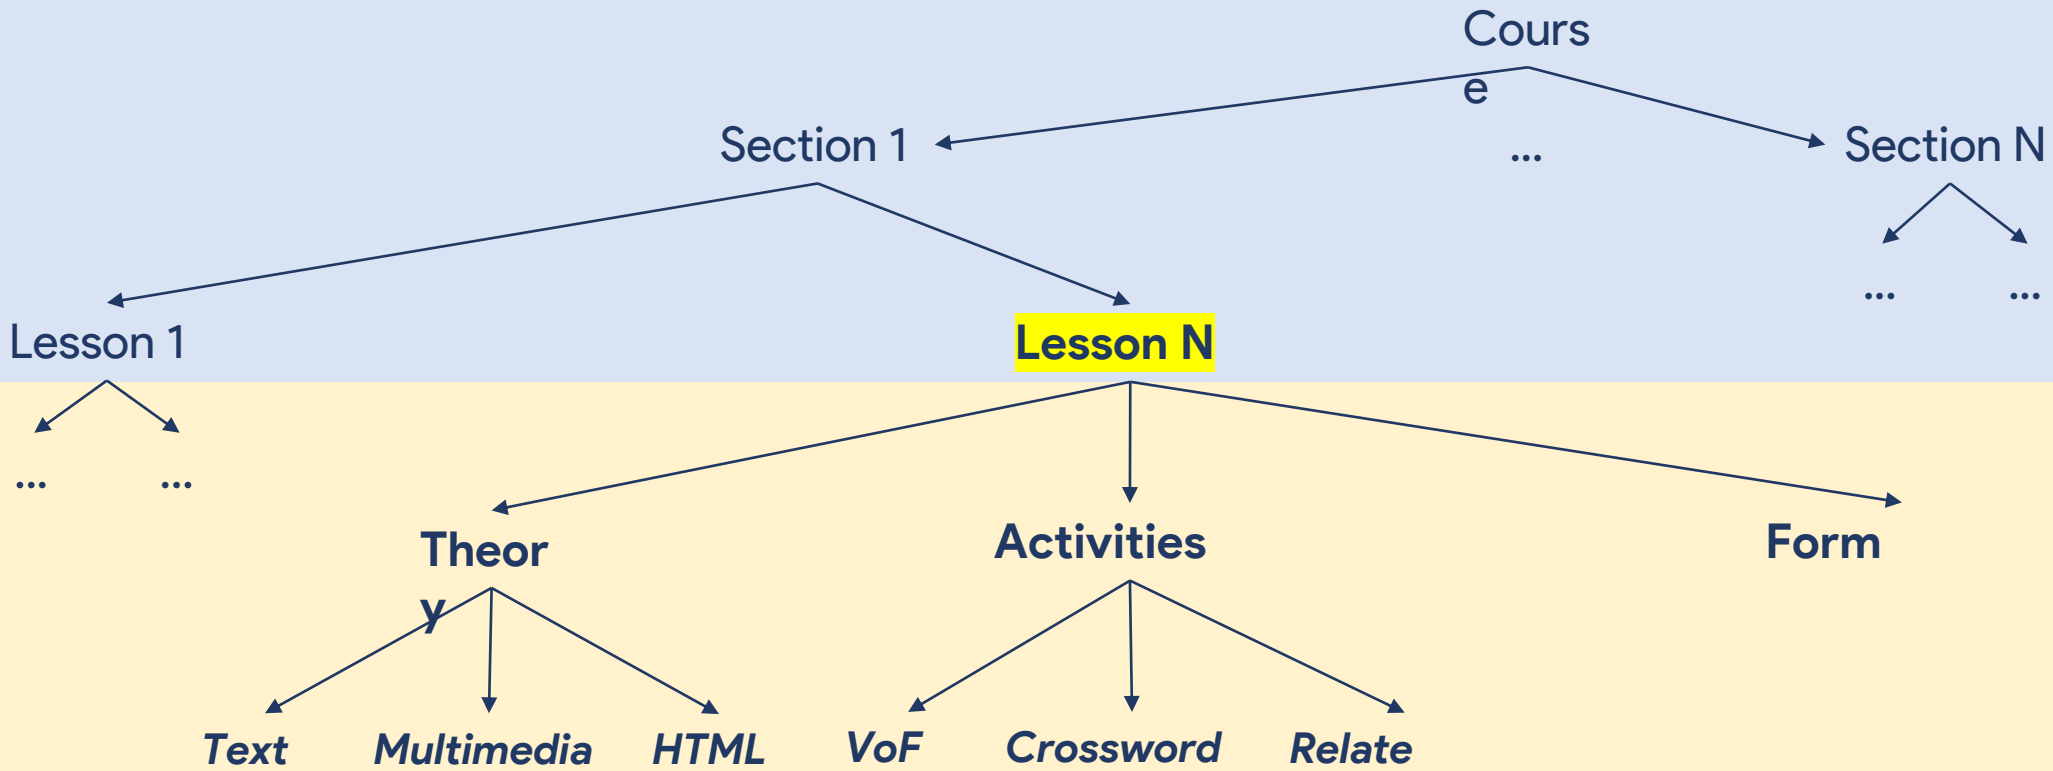 Cours
e
Section 1
...
Section N
...
...
Lesson 1
Lesson N
...
...
Theor
y
Activities
Form
Text
Multimedia
HTML
VoF
Crossword
Relate